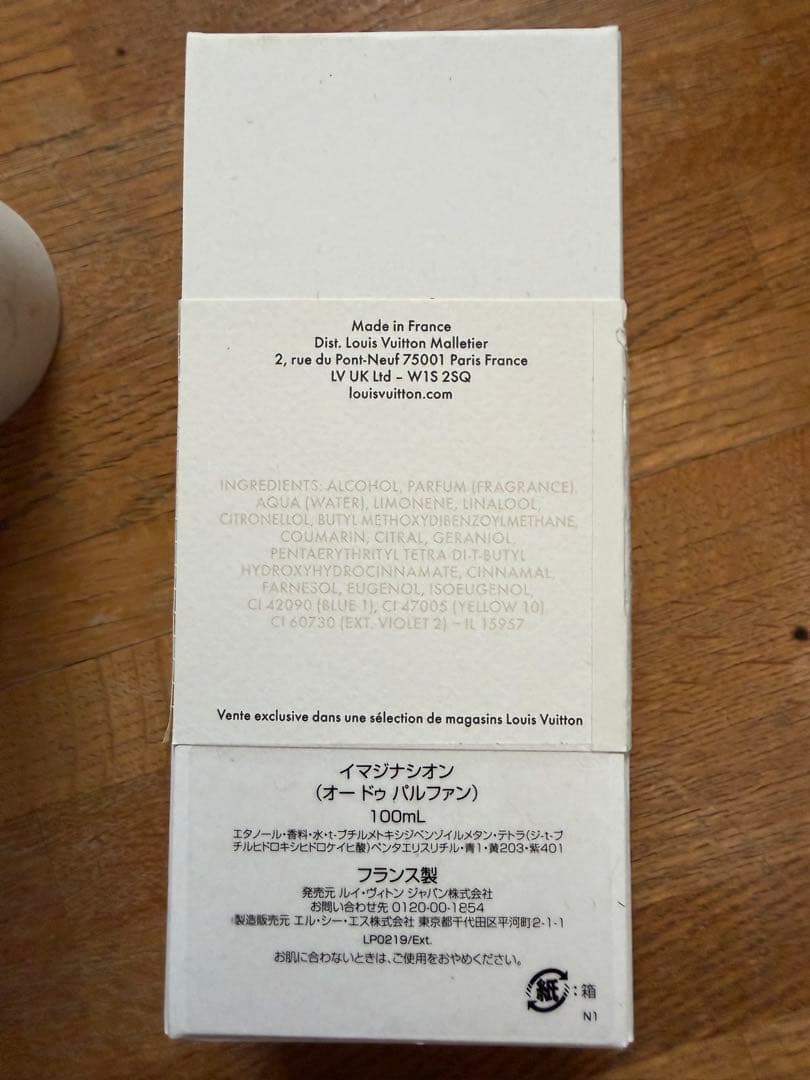 Made in France
Dist. Louis Vuitton Malletier
2, rue du Pont-Neuf 75001 Paris France
LV UK Ltd – W1S 2SQ
louisvuitton.com
INGREDIENTS: ALCOHOL, PARFUM (FRAGRANCE),
AQUA (WATER), LIMONENE, LINALOOL,
CITRONELLOL, BUTYL METHOXYDIBENZOYLMETHANE,
COUMARIN, CITRAL, GERANIOL,
PENTAERYTHRITYL TETRA DI-T-BUTYL
HYDROXYHYDROCINNAMATE, CINNAMAL,
FARNESOL, EUGENOL, ISOEUGENOL,
CI 42090 (BLUE 1), CI 47005 (YELLOW 10),
CI 60730 (EXT. VIOLET 2) – IL 15957
Vente exclusive dans une sélection de magasins Louis Vuitton
イマジナシオン
(オー ドゥ パルファン)
100mL
エタノール・香料・水・t-ブチルメトキシジベンゾイルメタン・テトラ(ジ-t-ブ
チルヒドロキシヒドロケイヒ酸)ペンタエリスリチル・青1・黄203・紫401
フランス製
発売元 ルイ・ヴィトン ジャパン株式会社
お問い合わせ先 0120-00-1854
製造販売元 エル・シー・エス株式会社 東京都千代田区平河町2-1-1
LP0219/Ext.
お肌に合わないときは、ご使用をおやめください。
紙:箱
N1